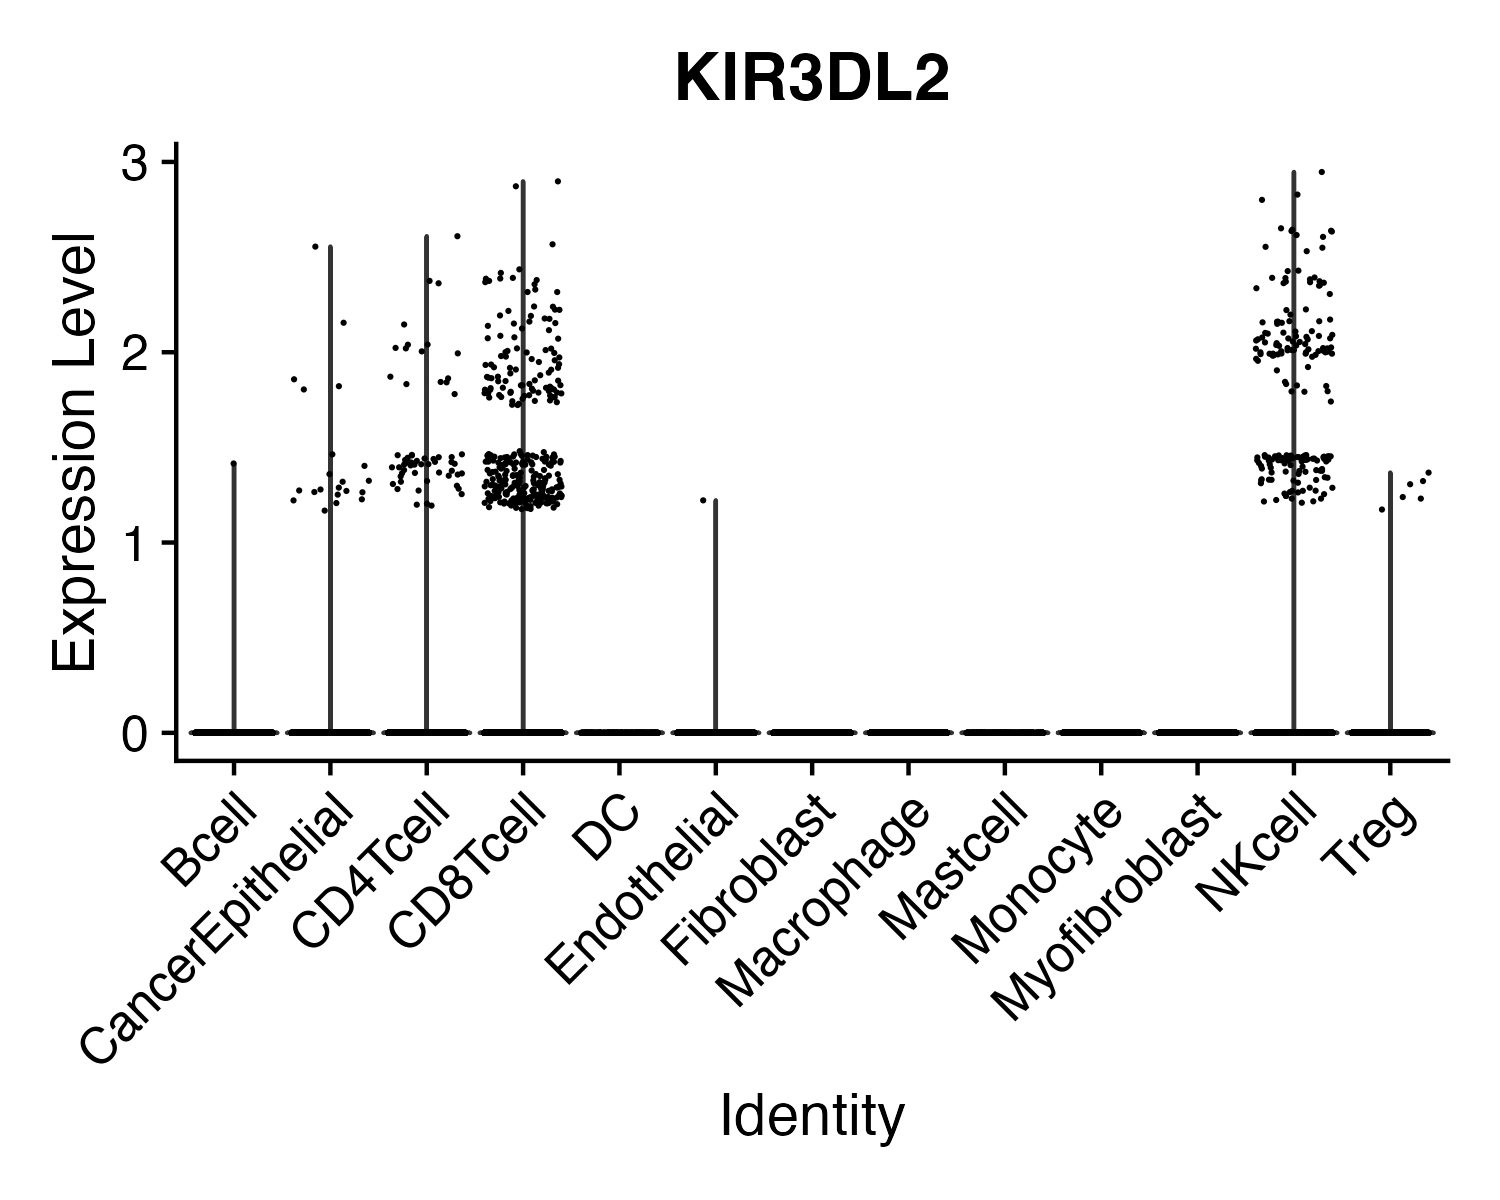 KIR3DL2
Expression Level
3
2
1
0
Bcell
CancerEpithelial
CD4Tcell
CD8Tcell
DC
Endothelial
Fibroblast
Macrophage
Mastcell
Monocyte
Myofibroblast
NKcell
Treg
Identity